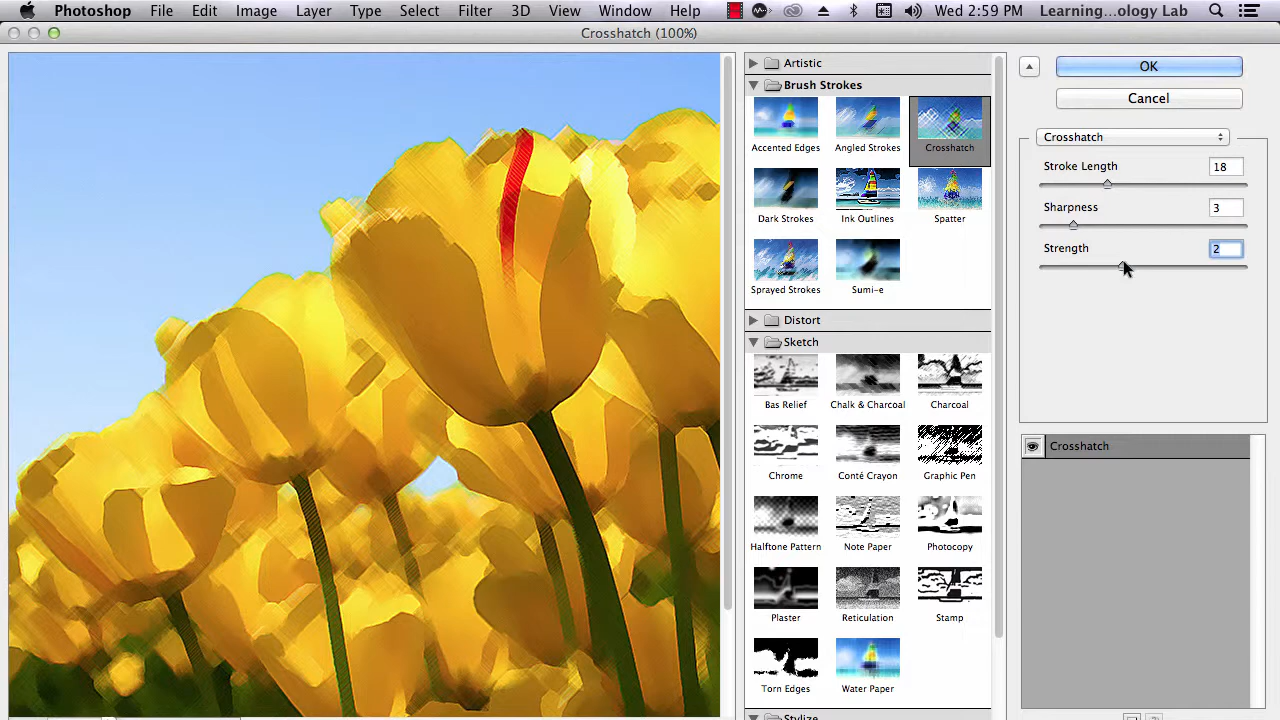 Photoshop File Edit Image Layer Type Select Filter 3D View Window Help Wed 2:59 PM Learning...ology Lab
Crosshatch (100%)
Artistic
Brush Strokes
Accented Edges Angled Strokes Crosshatch
Dark Strokes Ink Outlines Spatter
Sprayed Strokes Sumi-e
Distort
Sketch
Bas Relief Chalk & Charcoal Charcoal
Chrome Conté Crayon Graphic Pen
Halftone Pattern Note Paper Photocopy
Plaster Reticulation Stamp
Torn Edges Water Paper
Stylize
OK
Cancel
Crosshatch
Stroke Length 18
Sharpness 3
Strength 2
Crosshatch